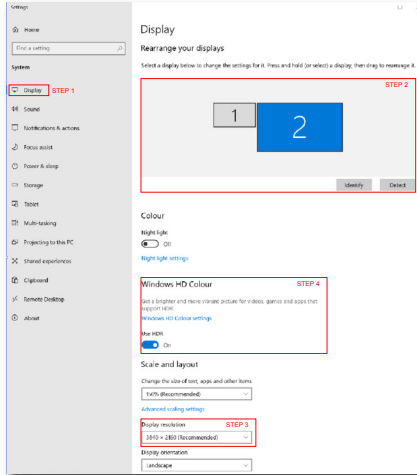 Settings
Home
Find a setting
System
Display STEP 1
Sound
Notifications & actions
Focus assist
Power & sleep
Storage
Tablet
Multi-tasking
Projecting to this PC
Shared experiences
Clipboard
Remote Desktop
About
Display
Rearrange your displays
Select a display below to change the settings for it. Press and hold (or select) a display, then drag to rearrange it.
STEP 2
1
2
Identify Detect
Colour
Night light
Off
Night light settings
Windows HD Colour STEP 4
Get a brighter and more vibrant picture for videos, games and apps that
support HDR.
Windows HD Colour settings
Use HDR
On
Scale and layout
Change the size of text, apps and other items
150% (Recommended)
Advanced scaling settings
Display resolution STEP 3
3840 × 2160 (Recommended)
Display orientation
Landscape